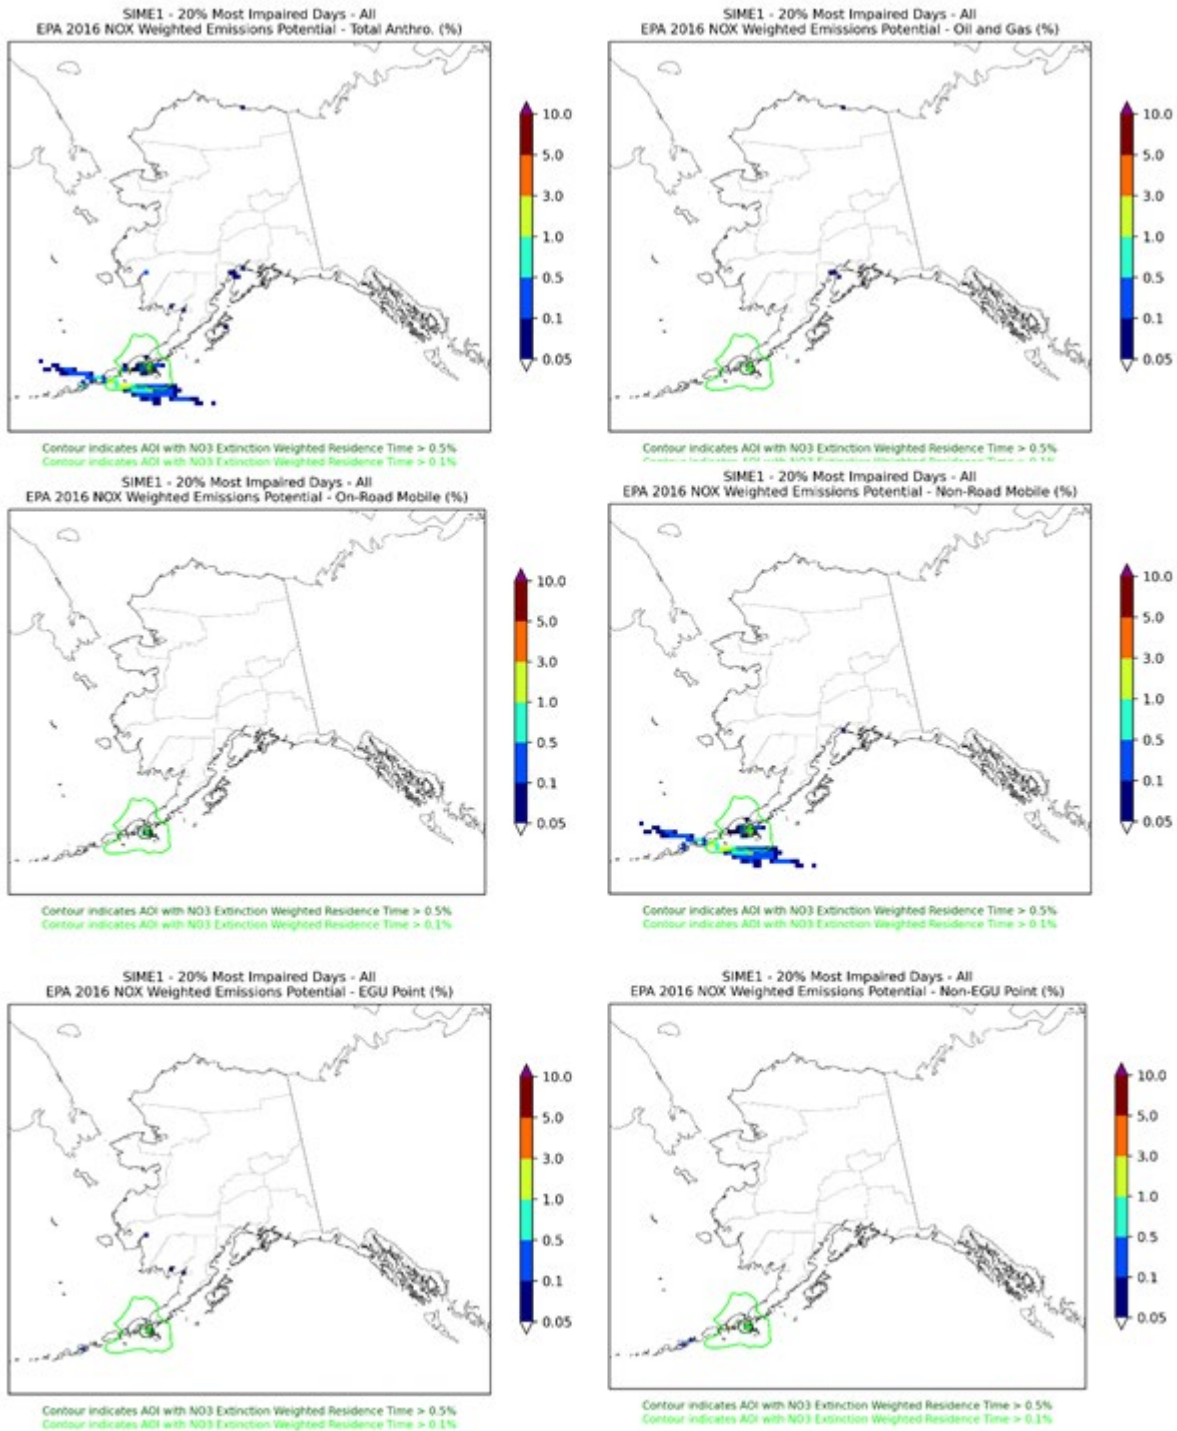 SIME1 - 20% Most Impaired Days - All
EPA 2016 NOX Weighted Emissions Potential - Total Anthro. (%)
10.0
5.0
3.0
1.0
0.5
0.1
0.05
Contour indicates AOI with NO3 Extinction Weighted Residence Time > 0.5%
Contour indicates AOI with NO3 Extinction Weighted Residence Time > 0.1%
SIME1 - 20% Most Impaired Days - All
EPA 2016 NOX Weighted Emissions Potential - Oil and Gas (%)
10.0
5.0
3.0
1.0
0.5
0.1
0.05
Contour indicates AOI with NO3 Extinction Weighted Residence Time > 0.5%
Contour indicates AOI with NO3 Extinction Weighted Residence Time > 0.1%
SIME1 - 20% Most Impaired Days - All
EPA 2016 NOX Weighted Emissions Potential - On-Road Mobile (%)
10.0
5.0
3.0
1.0
0.5
0.1
0.05
Contour indicates AOI with NO3 Extinction Weighted Residence Time > 0.5%
Contour indicates AOI with NO3 Extinction Weighted Residence Time > 0.1%
SIME1 - 20% Most Impaired Days - All
EPA 2016 NOX Weighted Emissions Potential - Non-Road Mobile (%)
10.0
5.0
3.0
1.0
0.5
0.1
0.05
Contour indicates AOI with NO3 Extinction Weighted Residence Time > 0.5%
Contour indicates AOI with NO3 Extinction Weighted Residence Time > 0.1%
SIME1 - 20% Most Impaired Days - All
EPA 2016 NOX Weighted Emissions Potential - EGU Point (%)
10.0
5.0
3.0
1.0
0.5
0.1
0.05
Contour indicates AOI with NO3 Extinction Weighted Residence Time > 0.5%
Contour indicates AOI with NO3 Extinction Weighted Residence Time > 0.1%
SIME1 - 20% Most Impaired Days - All
EPA 2016 NOX Weighted Emissions Potential - Non-EGU Point (%)
10.0
5.0
3.0
1.0
0.5
0.1
0.05
Contour indicates AOI with NO3 Extinction Weighted Residence Time > 0.5%
Contour indicates AOI with NO3 Extinction Weighted Residence Time > 0.1%